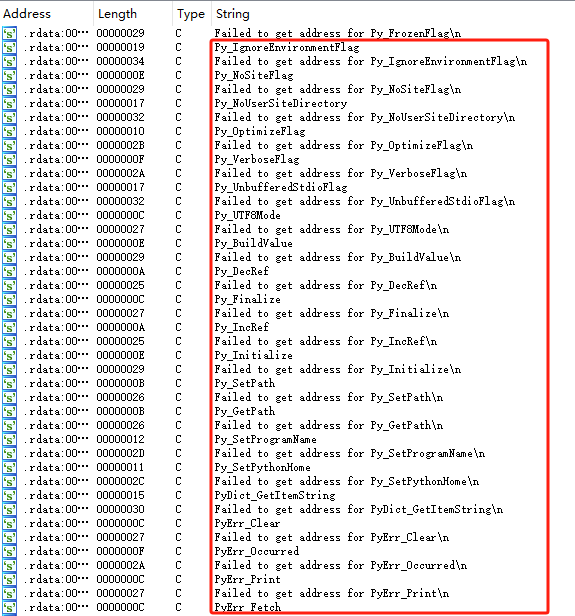 Address Length Type String
.rdata:00… 00000029 C Failed to get address for Py_FrozenFlag\n
.rdata:00… 00000019 C Py_IgnoreEnvironmentFlag
.rdata:00… 00000034 C Failed to get address for Py_IgnoreEnvironmentFlag\n
.rdata:00… 0000000E C Py_NoSiteFlag
.rdata:00… 00000029 C Failed to get address for Py_NoSiteFlag\n
.rdata:00… 00000017 C Py_NoUserSiteDirectory
.rdata:00… 00000032 C Failed to get address for Py_NoUserSiteDirectory\n
.rdata:00… 00000010 C Py_OptimizeFlag
.rdata:00… 0000002B C Failed to get address for Py_OptimizeFlag\n
.rdata:00… 0000000F C Py_VerboseFlag
.rdata:00… 0000002A C Failed to get address for Py_VerboseFlag\n
.rdata:00… 00000017 C Py_UnbufferedStdioFlag
.rdata:00… 00000032 C Failed to get address for Py_UnbufferedStdioFlag\n
.rdata:00… 0000000C C Py_UTF8Mode
.rdata:00… 00000027 C Failed to get address for Py_UTF8Mode\n
.rdata:00… 0000000E C Py_BuildValue
.rdata:00… 00000029 C Failed to get address for Py_BuildValue\n
.rdata:00… 0000000A C Py_DecRef
.rdata:00… 00000025 C Failed to get address for Py_DecRef\n
.rdata:00… 0000000C C Py_Finalize
.rdata:00… 00000027 C Failed to get address for Py_Finalize\n
.rdata:00… 0000000A C Py_IncRef
.rdata:00… 00000025 C Failed to get address for Py_IncRef\n
.rdata:00… 0000000E C Py_Initialize
.rdata:00… 00000029 C Failed to get address for Py_Initialize\n
.rdata:00… 0000000B C Py_SetPath
.rdata:00… 00000026 C Failed to get address for Py_SetPath\n
.rdata:00… 0000000B C Py_GetPath
.rdata:00… 00000026 C Failed to get address for Py_GetPath\n
.rdata:00… 00000012 C Py_SetProgramName
.rdata:00… 0000002D C Failed to get address for Py_SetProgramName\n
.rdata:00… 00000011 C Py_SetPythonHome
.rdata:00… 0000002C C Failed to get address for Py_SetPythonHome\n
.rdata:00… 00000015 C PyDict_GetItemString
.rdata:00… 00000030 C Failed to get address for PyDict_GetItemString\n
.rdata:00… 0000000C C PyErr_Clear
.rdata:00… 00000027 C Failed to get address for PyErr_Clear\n
.rdata:00… 0000000F C PyErr_Occurred
.rdata:00… 0000002A C Failed to get address for PyErr_Occurred\n
.rdata:00… 0000000C C PyErr_Print
.rdata:00… 00000027 C Failed to get address for PyErr_Print\n
.rdata:00… 0000000C C PyErr_Fetch